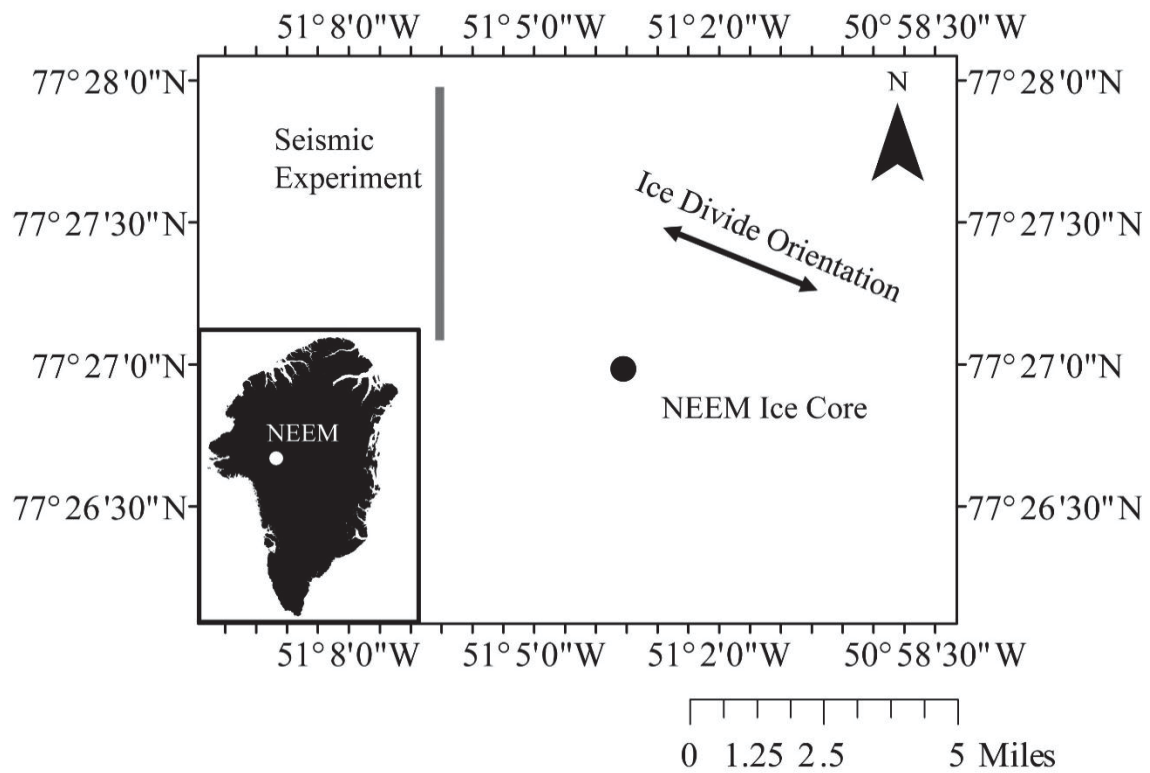 51°8'0"W 51°5'0"W 51°2'0"W 50°58'30"W
77°28'0"N 77°28'0"N
N
Seismic
Experiment
Ice Divide Orientation
77°27'30"N 77°27'30"N
77°27'0"N 77°27'0"N
NEEM Ice Core
NEEM
77°26'30"N 77°26'30"N
51°8'0"W 51°5'0"W 51°2'0"W 50°58'30"W
0 1.25 2.5 5 Miles